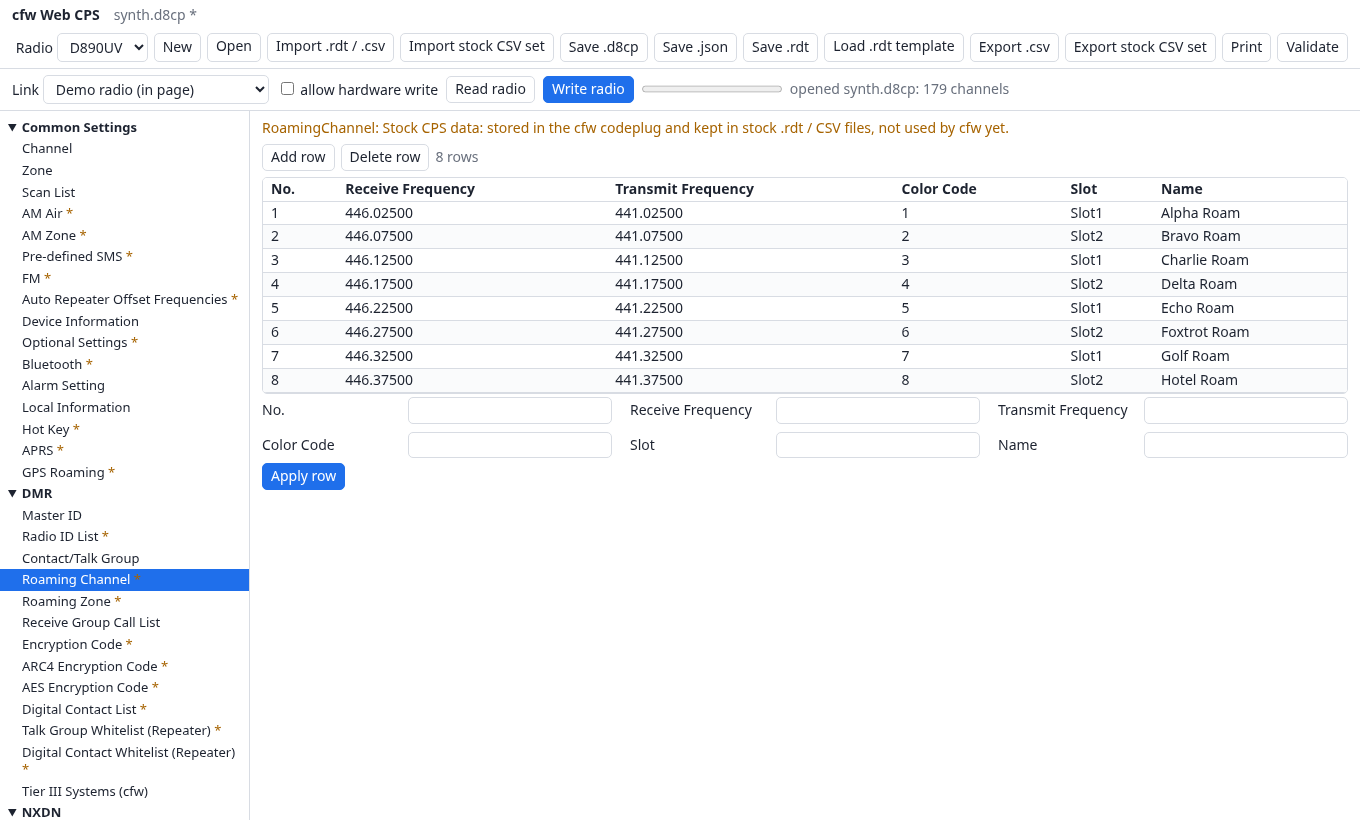 cfw Web CPS synth.d8cp *
Radio D890UV New Open Import .rdt / .csv Import stock CSV set Save .d8cp Save .json Save .rdt Load .rdt template Export .csv Export stock CSV set Print Validate
Link Demo radio (in page) allow hardware write Read radio Write radio opened synth.d8cp: 179 channels
Common Settings
Channel
Zone
Scan List
AM Air *
AM Zone *
Pre-defined SMS *
FM *
Auto Repeater Offset Frequencies *
Device Information
Optional Settings *
Bluetooth *
Alarm Setting
Local Information
Hot Key *
APRS *
GPS Roaming *
DMR
Master ID
Radio ID List *
Contact/Talk Group
Roaming Channel *
Roaming Zone *
Receive Group Call List
Encryption Code *
ARC4 Encryption Code *
AES Encryption Code *
Digital Contact List *
Talk Group Whitelist (Repeater) *
Digital Contact Whitelist (Repeater)
*
Tier III Systems (cfw)
NXDN
RoamingChannel: Stock CPS data: stored in the cfw codeplug and kept in stock .rdt / CSV files, not used by cfw yet.
Add row Delete row 8 rows
No. Receive Frequency Transmit Frequency Color Code Slot Name
1 446.02500 441.02500 1 Slot1 Alpha Roam
2 446.07500 441.07500 2 Slot2 Bravo Roam
3 446.12500 441.12500 3 Slot1 Charlie Roam
4 446.17500 441.17500 4 Slot2 Delta Roam
5 446.22500 441.22500 5 Slot1 Echo Roam
6 446.27500 441.27500 6 Slot2 Foxtrot Roam
7 446.32500 441.32500 7 Slot1 Golf Roam
8 446.37500 441.37500 8 Slot2 Hotel Roam
No. Receive Frequency Transmit Frequency
Color Code Slot Name
Apply row